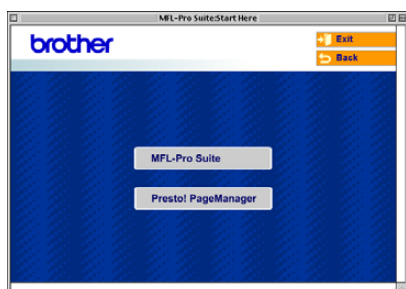 MFL-Pro Suite:Start Here
brother
Exit
Back
MFL-Pro Suite
Presto! PageManager